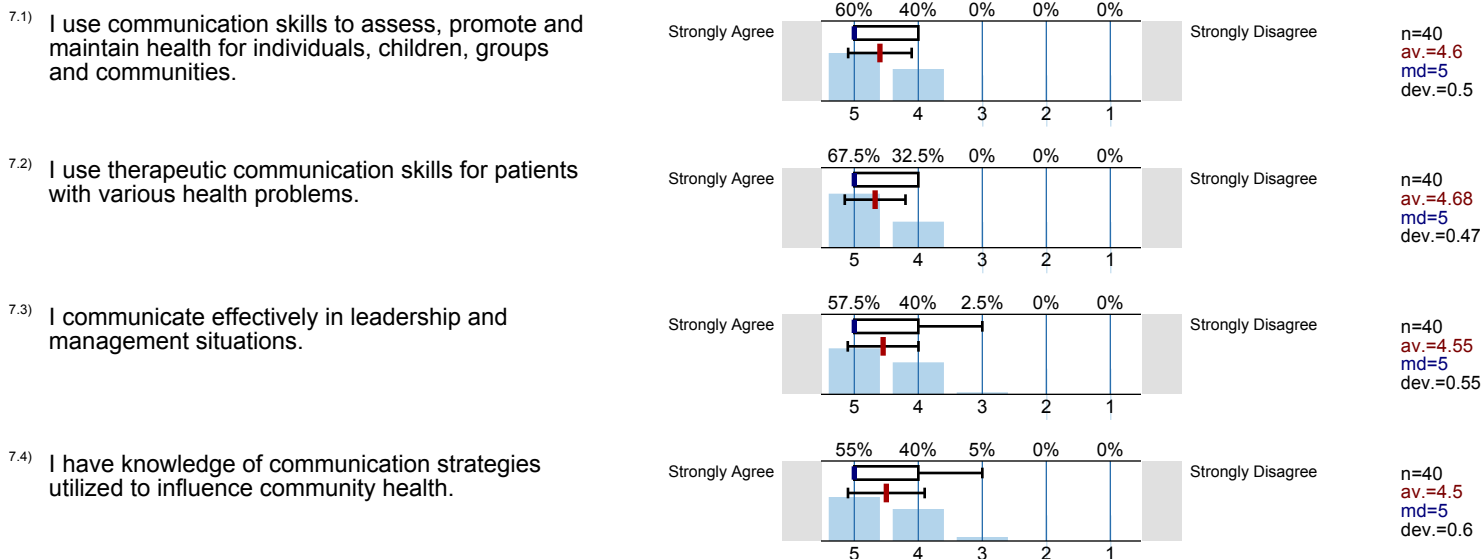 7.1) I use communication skills to assess, promote and
maintain health for individuals, children, groups
and communities.
60% 40% 0% 0% 0%
Strongly Agree
Strongly Disagree
5 4 3 2 1
n=40
av.=4.6
md=5
dev.=0.5
7.2) I use therapeutic communication skills for patients
with various health problems.
67.5% 32.5% 0% 0% 0%
Strongly Agree
Strongly Disagree
5 4 3 2 1
n=40
av.=4.68
md=5
dev.=0.47
7.3) I communicate effectively in leadership and
management situations.
57.5% 40% 2.5% 0% 0%
Strongly Agree
Strongly Disagree
5 4 3 2 1
n=40
av.=4.55
md=5
dev.=0.55
7.4) I have knowledge of communication strategies
utilized to influence community health.
55% 40% 5% 0% 0%
Strongly Agree
Strongly Disagree
5 4 3 2 1
n=40
av.=4.5
md=5
dev.=0.6